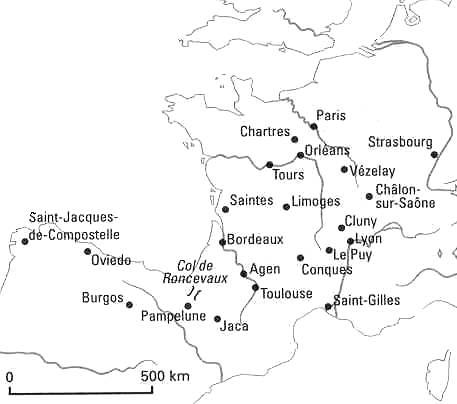 Paris
Chartres
Orléans
Strasbourg
Tours
Vézelay
Châlon-
sur-Saône
Saintes
Limoges
Saint-Jacques-
de-Compostelle
Cluny
Bordeaux
Lyon
Le Puy
Oviedo
Col de
Roncevaux
Agen
Conques
Burgos
Toulouse
Saint-Gilles
Pampelune
Jaca
0
500 km